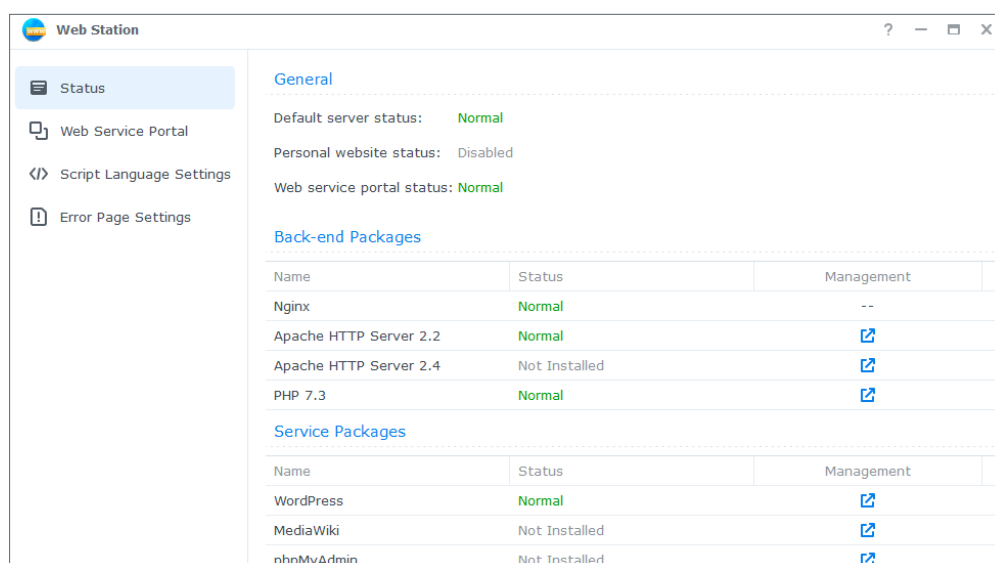 Web Station
?
Status
Web Service Portal
Script Language Settings
Error Page Settings
General
Default server status: Normal
Personal website status: Disabled
Web service portal status: Normal
Back-end Packages
Name Status Management
Nginx Normal --
Apache HTTP Server 2.2 Normal
Apache HTTP Server 2.4 Not Installed
PHP 7.3 Normal
Service Packages
Name Status Management
WordPress Normal
MediaWiki Not Installed
phpMyAdmin Not Installed